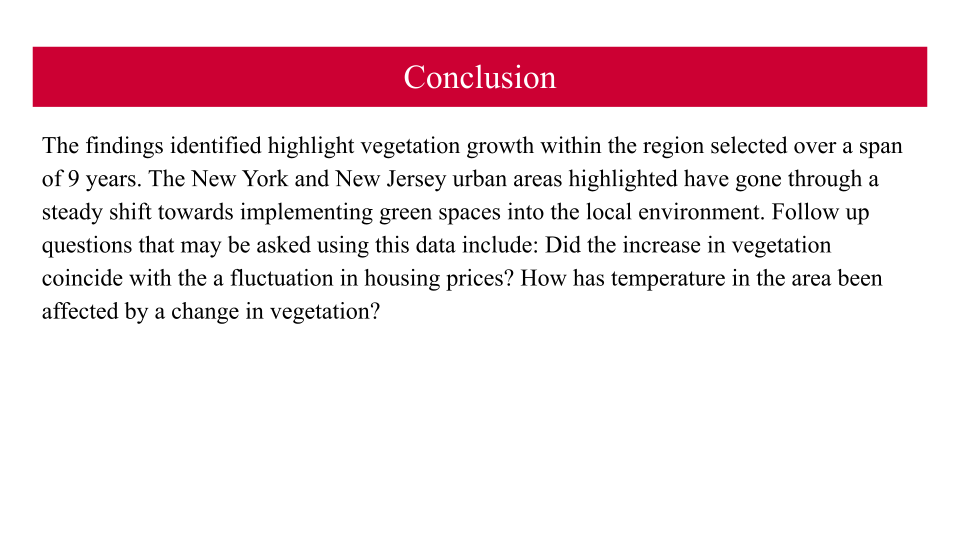 Conclusion
The findings identified highlight vegetation growth within the region selected over a span
of 9 years. The New York and New Jersey urban areas highlighted have gone through a
steady shift towards implementing green spaces into the local environment. Follow up
questions that may be asked using this data include: Did the increase in vegetation
coincide with the a fluctuation in housing prices? How has temperature in the area been
affected by a change in vegetation?